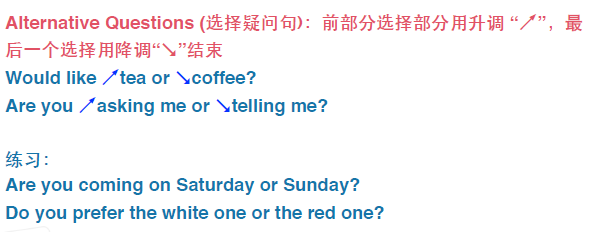 Alternative Questions (选择疑问句)：前部分选择部分用升调 “↗”，最
后一个选择用降调“↘”结束
Would like ↗tea or ↘coffee?
Are you ↗asking me or ↘telling me?
练习：
Are you coming on Saturday or Sunday?
Do you prefer the white one or the red one?